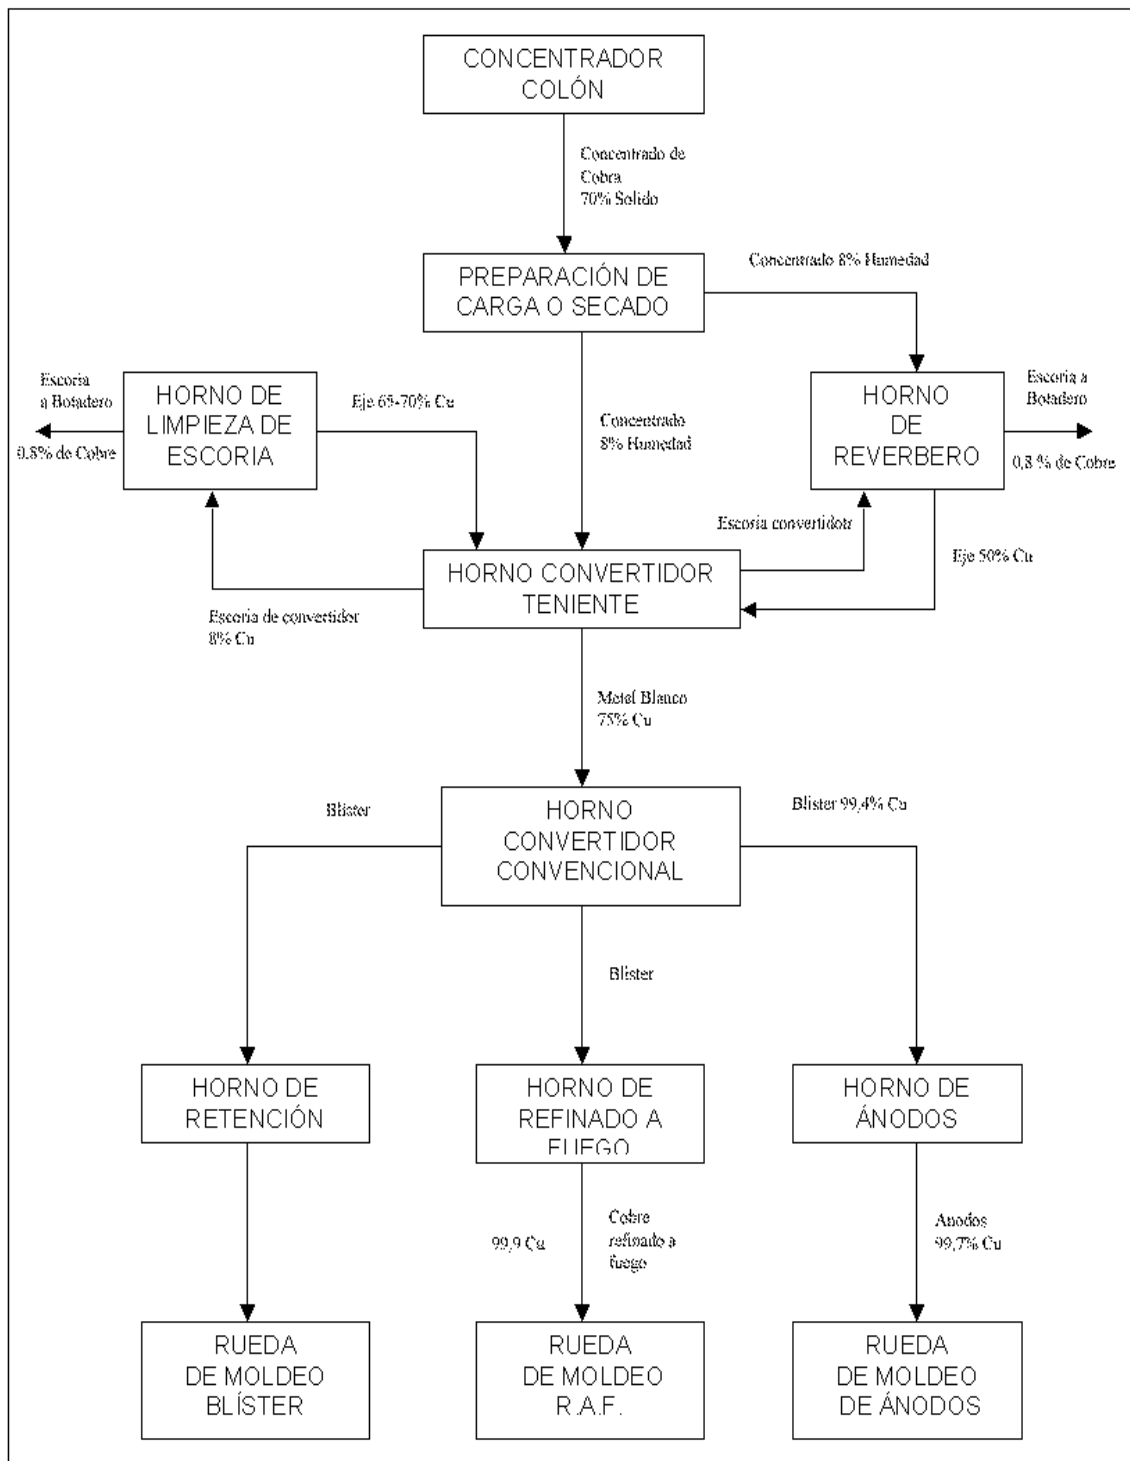 CONCENTRADOR
COLÓN
Concentrado de
Cobra
70% Solido
PREPARACIÓN DE
CARGA O SECADO
Concentrado 8% Humedad
Escoria
a Botadero
0.8% de Cobre
HORNO DE
LIMPIEZA DE
ESCORIA
Eje 65-70% Cu
Concentrado
8% Humedad
HORNO
DE
REVERBERO
Escoria a
Botadero
0,8 % de Cobre
Escoria convertidor
Eje 50% Cu
HORNO CONVERTIDOR
TENIENTE
Escoria de convertidor
8% Cu
Metal Blanco
75% Cu
Blister
HORNO
CONVERTIDOR
CONVENCIONAL
Blister 99,4% Cu
Blister
HORNO DE
RETENCIÓN
HORNO DE
REFINADO A
FUEGO
HORNO DE
ÁNODOS
99,9 Cu
Cobre
refinado a
fuego
Anodos
99,7% Cu
RUEDA
DE MOLDEO
BLÍSTER
RUEDA
DE MOLDEO
R.A.F.
RUEDA
DE MOLDEO
DE ÁNODOS